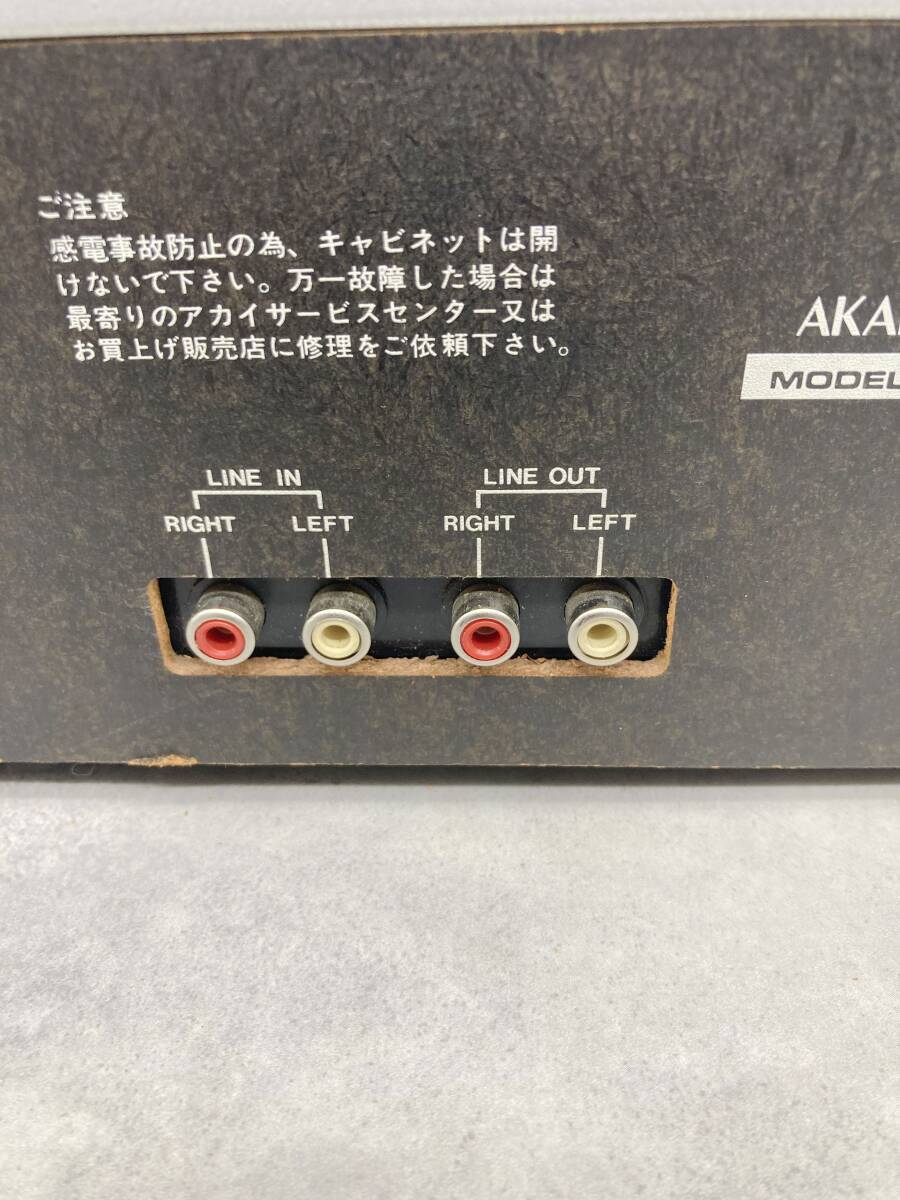 ご注意
感電事故防止の為、キャビネットは開
けないで下さい。万一故障した場合は
最寄りのアカイサービスセンター又は
お買上げ販売店に修理をご依頼下さい。
AKAI
MODEL
LINE IN
LINE OUT
RIGHT LEFT RIGHT LEFT